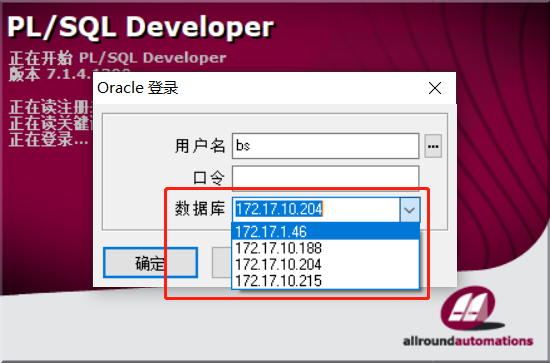 PL/SQL Developer
正在开始 PL/SQL Developer
版本 7.1.4.1390
正在读注册
正在读关键
正在登录...
Oracle 登录
用户名 bs ...
口令
数据库 172.17.10.204
172.17.1.46
172.17.10.188
172.17.10.204
172.17.10.215
确定
allroundautomations